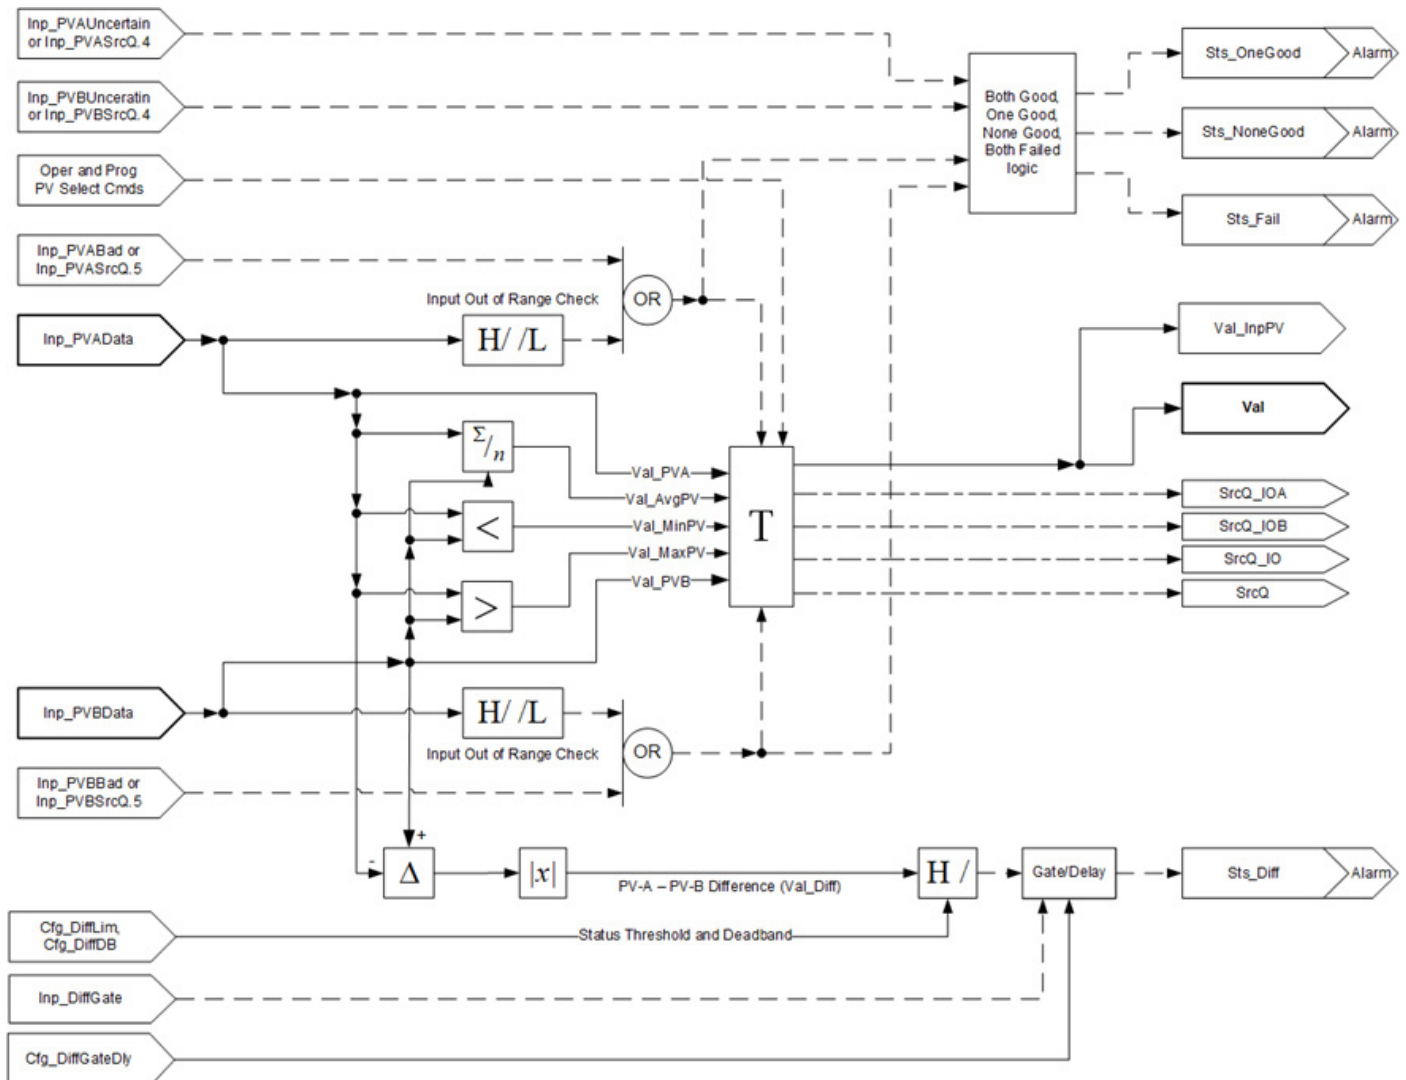 Inp_PVAUncertain
or Inp_PVASrcQ.4
Inp_PVBUnceratin
or Inp_PVBSrcQ.4
Oper and Prog
PV Select Cmds
Inp_PVABad or
Inp_PVASrcQ.5
Inp_PVAData
Input Out of Range Check
H/ /L
OR
Both Good,
One Good,
None Good,
Both Failed
logic
Sts_OneGood
Alarm
Sts_NoneGood
Alarm
Sts_Fail
Alarm
Val_InpPV
Val
Σ/n
<
>
Val_PVA
Val_AvgPV
Val_MinPV
Val_MaxPV
Val_PVB
T
SrcQ_IOA
SrcQ_IOB
SrcQ_IO
SrcQ
Inp_PVBData
H/ /L
Input Out of Range Check
OR
Inp_PVBBad or
Inp_PVBSrcQ.5
+
-
Δ
|x|
PV-A – PV-B Difference (Val_Diff)
H /
Gate/Delay
Sts_Diff
Alarm
Cfg_DiffLim,
Cfg_DiffDB
Status Threshold and Deadband
Inp_DiffGate
Cfg_DiffGateDly